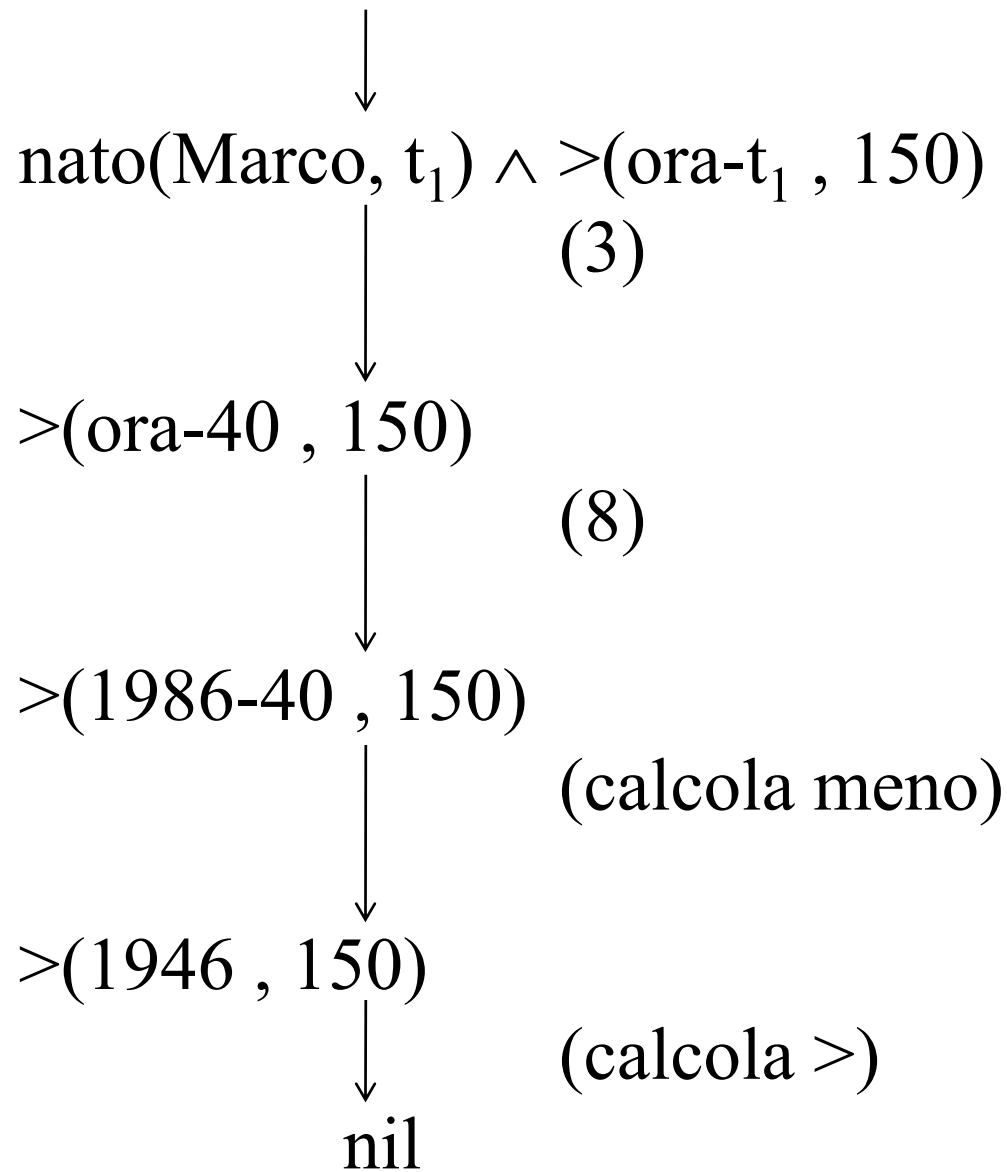 nato(Marco, t₁) ∧ >(ora-t₁ , 150)
(3)
>(ora-40 , 150)
(8)
>(1986-40 , 150)
(calcola meno)
>(1946 , 150)
(calcola >)
nil